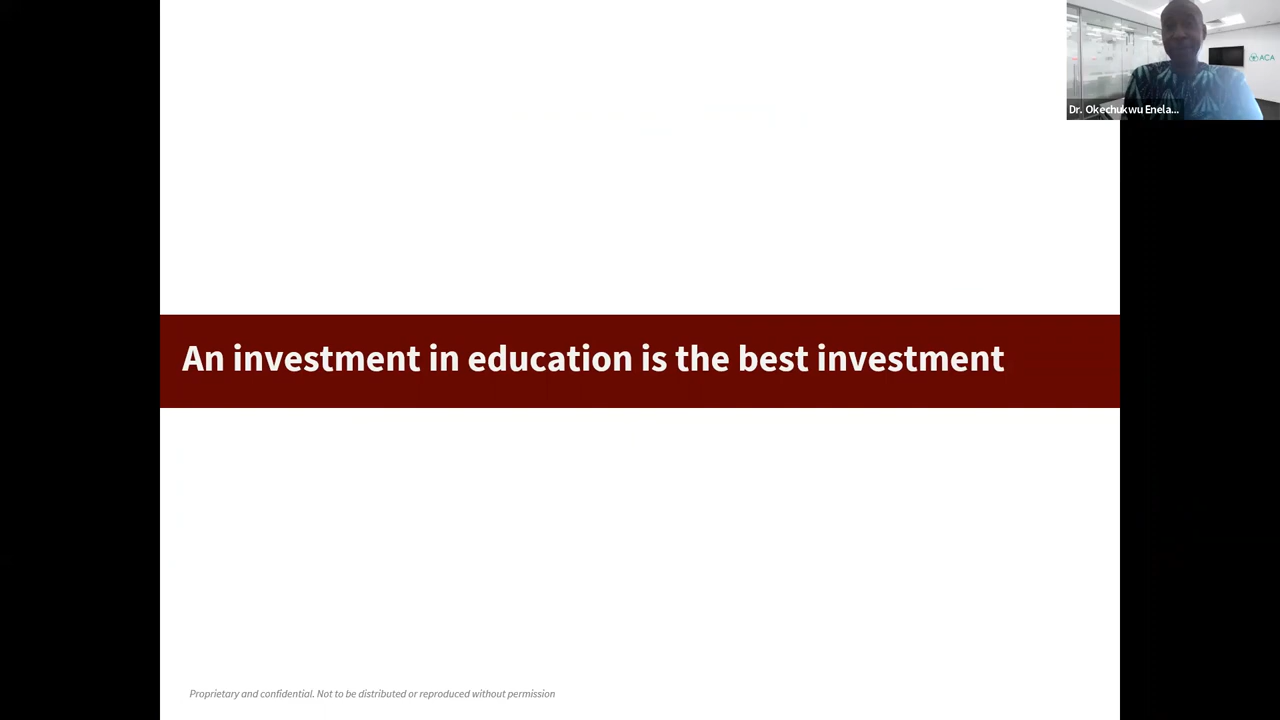 ACA
Dr. Okechukwu Enela...
An investment in education is the best investment
Proprietary and confidential. Not to be distributed or reproduced without permission